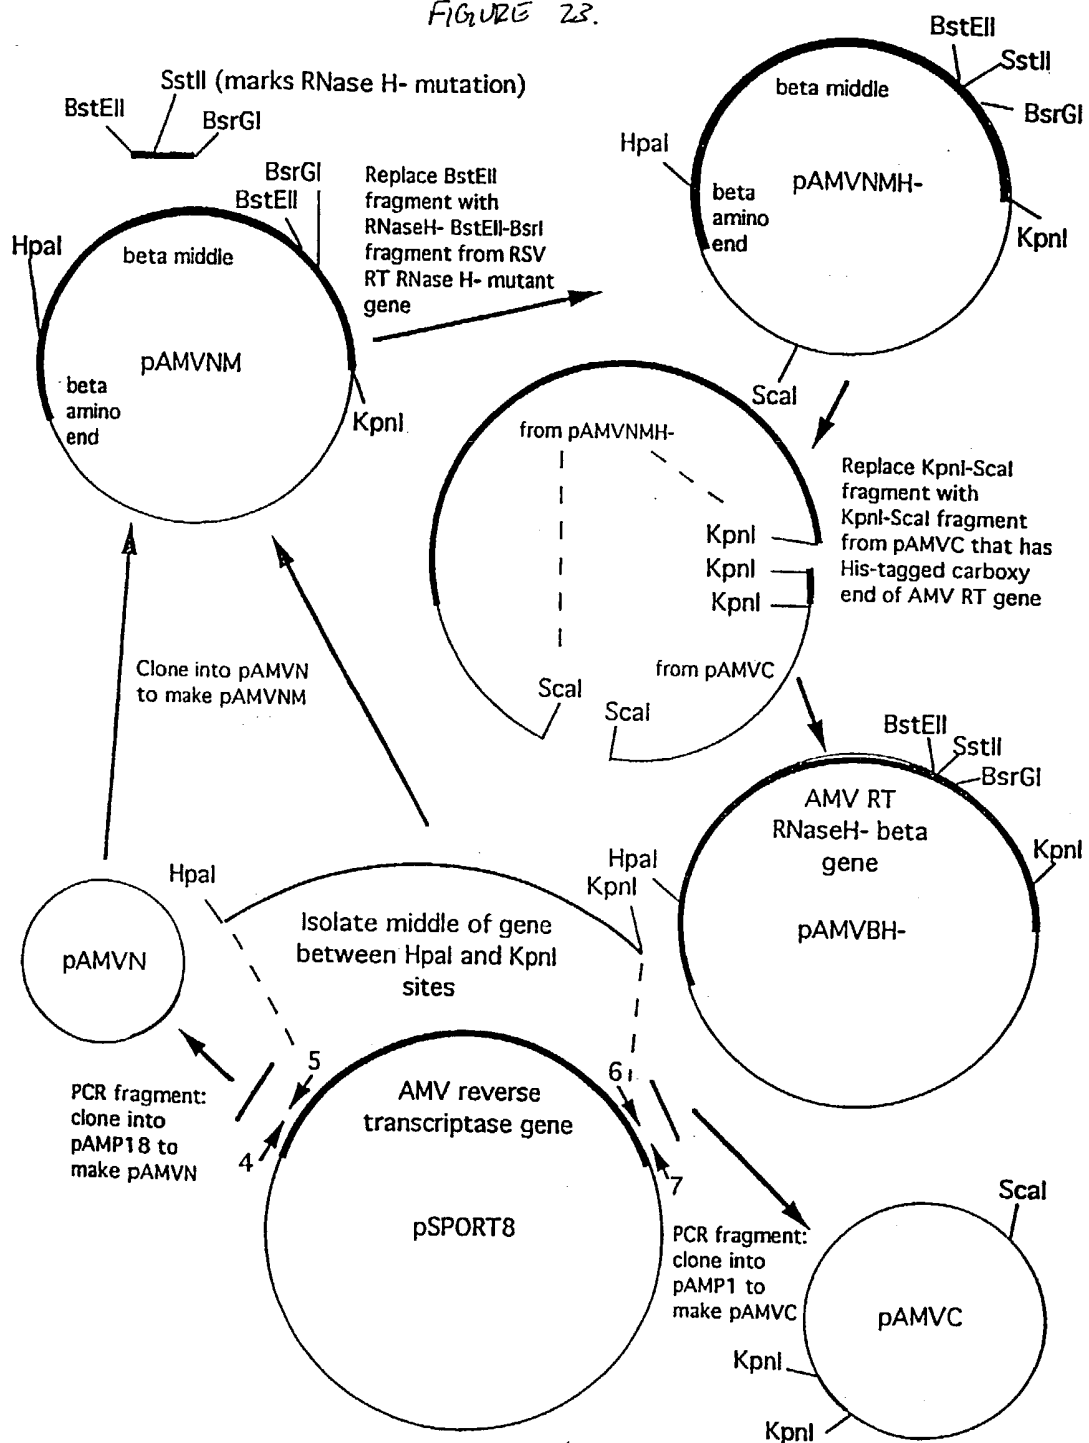 FIGURE 23.
SstII (marks RNase H- mutation)
BstEII
BsrGI
BsrGI
BstEII
HpaI
beta middle
pAMVNM
beta
amino
end
KpnI
Replace BstEII
fragment with
RNaseH- BstEII-BsrI
fragment from RSV
RT RNase H- mutant
gene
BstEII
SstII
BsrGI
beta middle
HpaI
pAMVNMH-
beta
amino
end
KpnI
ScaI
from pAMVNMH-
KpnI
KpnI
KpnI
from pAMVC
ScaI
ScaI
Replace KpnI-ScaI
fragment with
KpnI-ScaI fragment
from pAMVC that has
His-tagged carboxy
end of AMV RT gene
Clone into pAMVN
to make pAMVNM
BstEII
SstII
BsrGI
AMV RT
RNaseH- beta
gene
KpnI
HpaI
pAMVBH-
HpaI
KpnI
Isolate middle of gene
between HpaI and KpnI
sites
pAMVN
PCR fragment:
clone into
pAMP18 to
make pAMVN
5
4
6
7
AMV reverse
transcriptase gene
pSPORT8
PCR fragment:
clone into
pAMP1 to
make pAMVC
ScaI
pAMVC
KpnI
KpnI